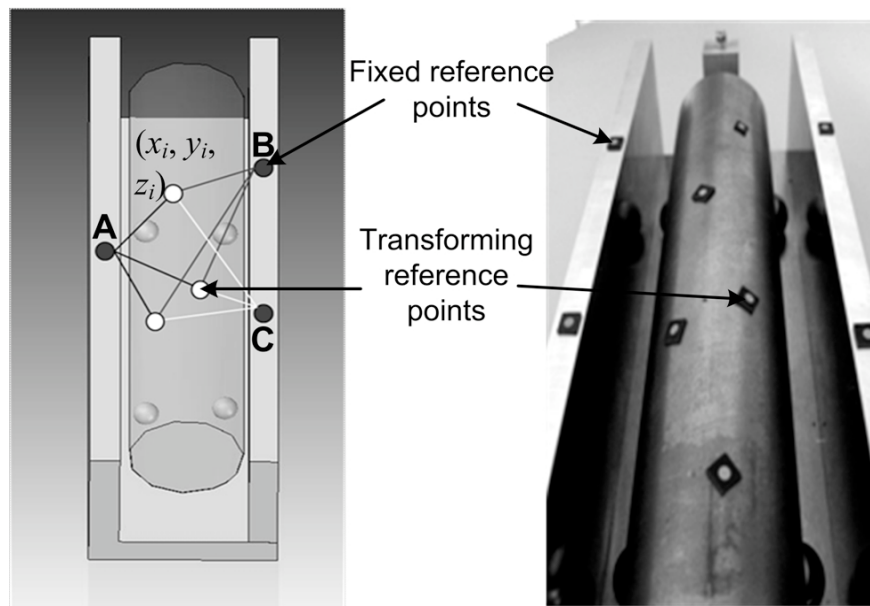 Fixed reference
points
(xi, yi,
zi)
B
A
Transforming
reference
points
C